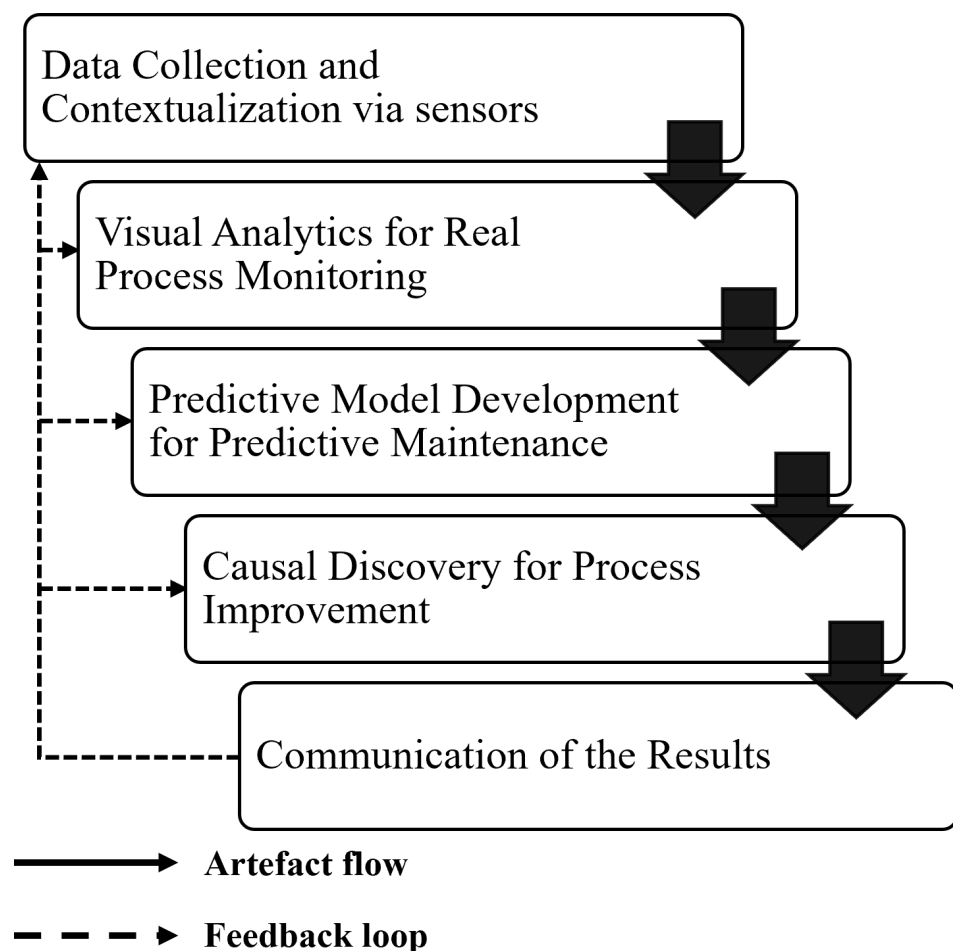 Data Collection and
Contextualization via sensors
Visual Analytics for Real
Process Monitoring
Predictive Model Development
for Predictive Maintenance
Causal Discovery for Process
Improvement
Communication of the Results
Artefact flow
Feedback loop